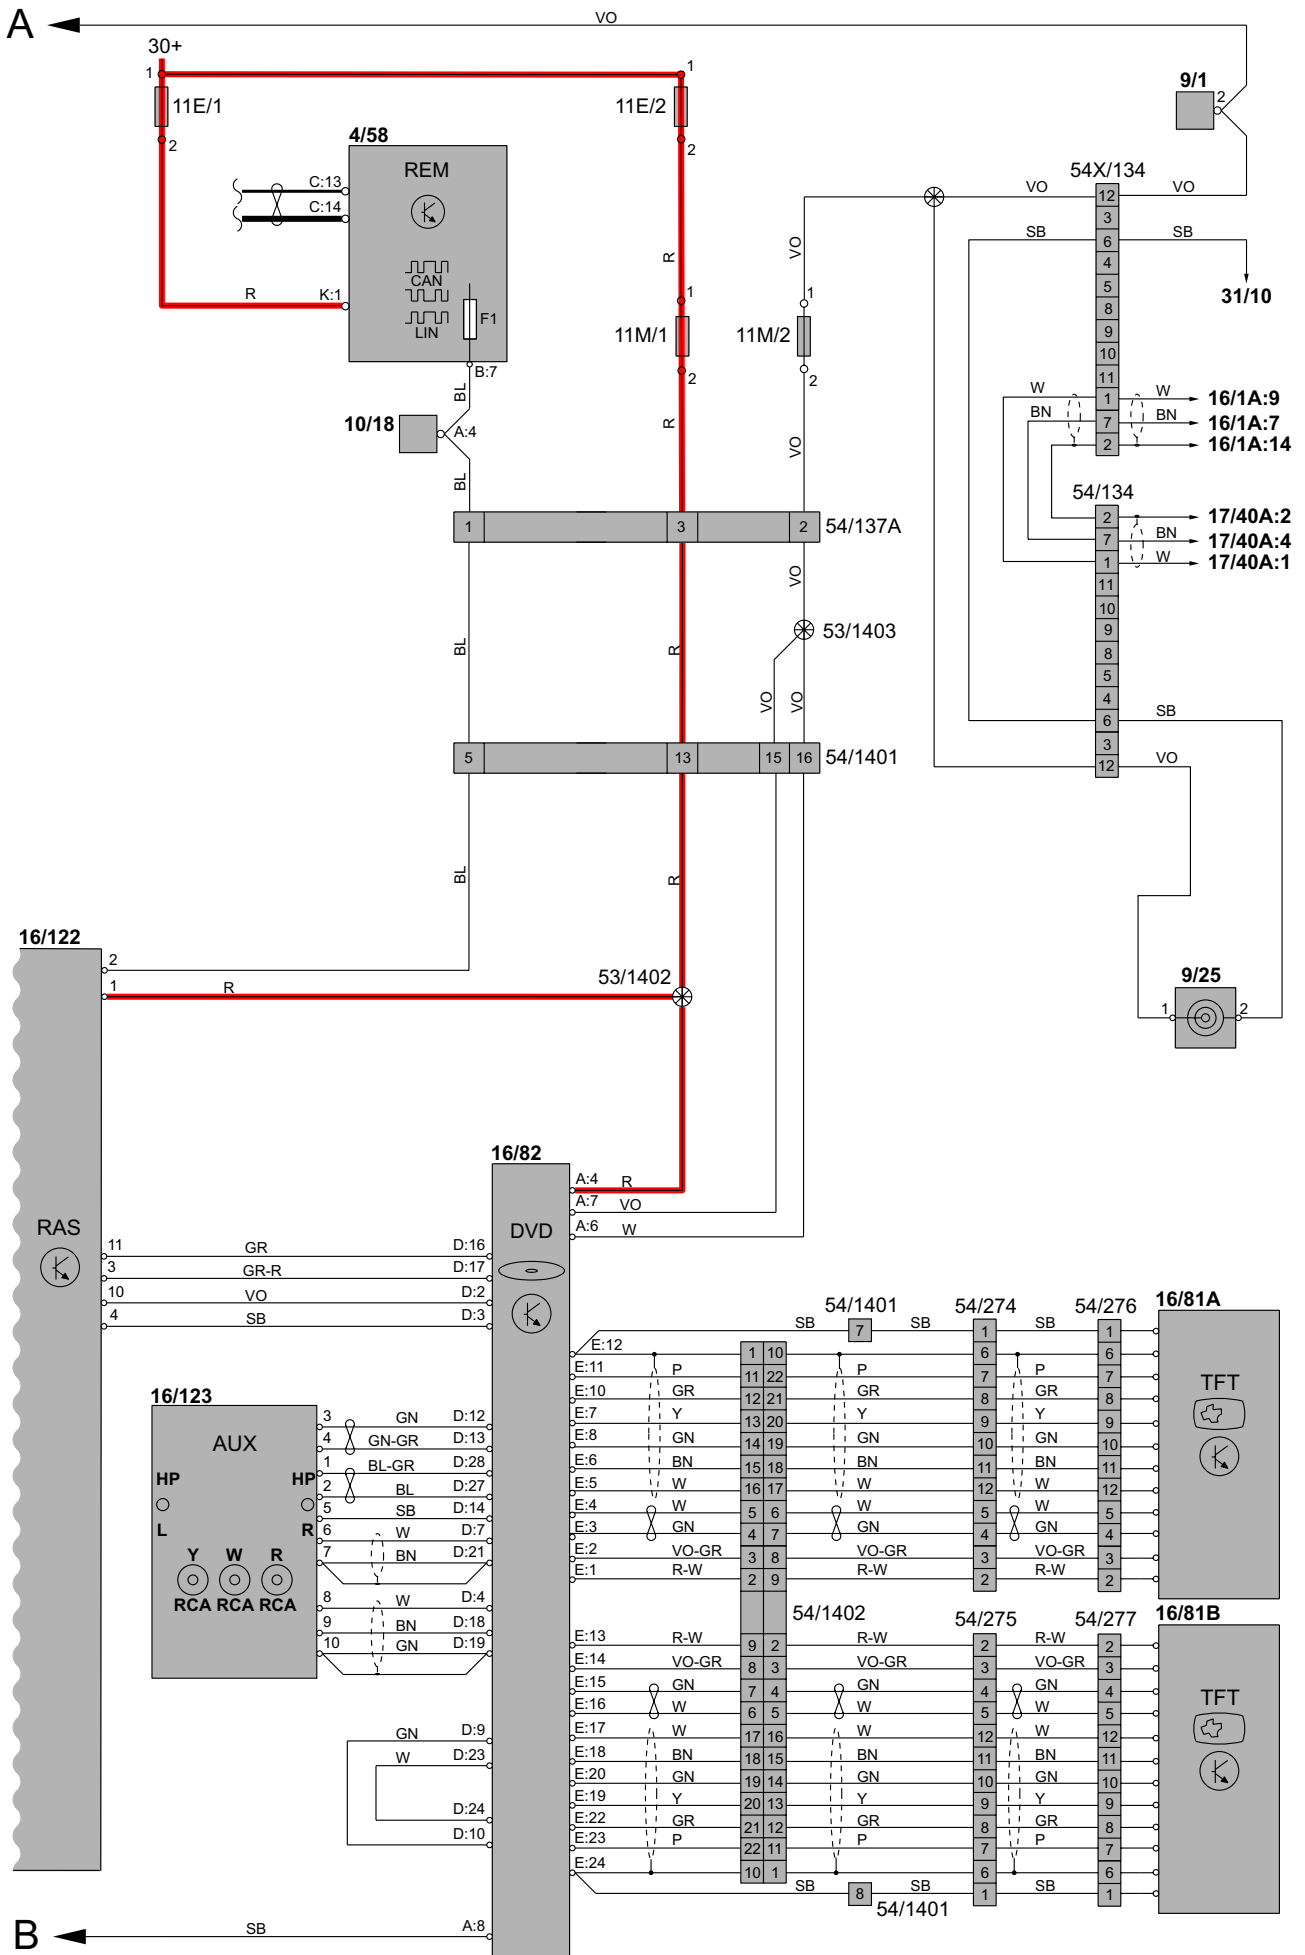 A
VO
30+
1
1
11E/1
11E/2
2
2
9/1
2
4/58
REM
C:13
C:14
CAN
LIN
F1
R
K:1
B:7
BL
10/18
A:4
BL
R
1
11M/1
2
R
VO
1
11M/2
2
VO
54X/134
VO
12
VO
3
SB
6
SB
4
5
31/10
8
9
10
11
W
1
W
16/1A:9
BN
7
BN
16/1A:7
2
16/1A:14
54/134
2
17/40A:2
7
BN
17/40A:4
1
W
17/40A:1
11
10
9
8
5
4
6
SB
3
12
VO
1
3
2
54/137A
VO
53/1403
BL
R
VO
VO
5
13
15
16
54/1401
BL
R
16/122
2
1
R
53/1402
9/25
1
2
16/82
A:4
R
A:7
VO
A:6
W
RAS
DVD
11
GR
D:16
3
GR-R
D:17
10
VO
D:2
4
SB
D:3
16/123
AUX
HP
HP
L
R
Y
W
R
RCA
RCA
RCA
3
GN
D:12
4
GN-GR
D:13
1
BL-GR
D:28
2
BL
D:27
5
SB
D:14
6
W
D:7
7
BN
D:21
8
W
D:4
9
BN
D:18
10
GN
D:19
GN
D:9
W
D:23
D:24
D:10
B
SB
A:8
54/1401
54/274
54/276
16/81A
TFT
SB
7
SB
1
SB
1
E:12
1 10
6
6
E:11
P
11 22
P
7
P
7
E:10
GR
12 21
GR
8
GR
8
E:7
Y
13 20
Y
9
Y
9
E:8
GN
14 19
GN
10
GN
10
E:6
BN
15 18
BN
11
BN
11
E:5
W
16 17
W
12
W
12
E:4
W
5 6
W
5
W
5
E:3
GN
4 7
GN
4
GN
4
E:2
VO-GR
3 8
VO-GR
3
VO-GR
3
E:1
R-W
2 9
R-W
2
R-W
2
54/1402
54/275
54/277
16/81B
TFT
E:13
R-W
9 2
R-W
2
R-W
2
E:14
VO-GR
8 3
VO-GR
3
VO-GR
3
E:15
GN
7 4
GN
4
GN
4
E:16
W
6 5
W
5
W
5
E:17
W
17 16
W
12
W
12
E:18
BN
18 15
BN
11
BN
11
E:20
GN
19 14
GN
10
GN
10
E:19
Y
20 13
Y
9
Y
9
E:22
GR
21 12
GR
8
GR
8
E:23
P
22 11
P
7
P
7
E:24
10 1
6
6
SB
8
SB
1
SB
1
54/1401